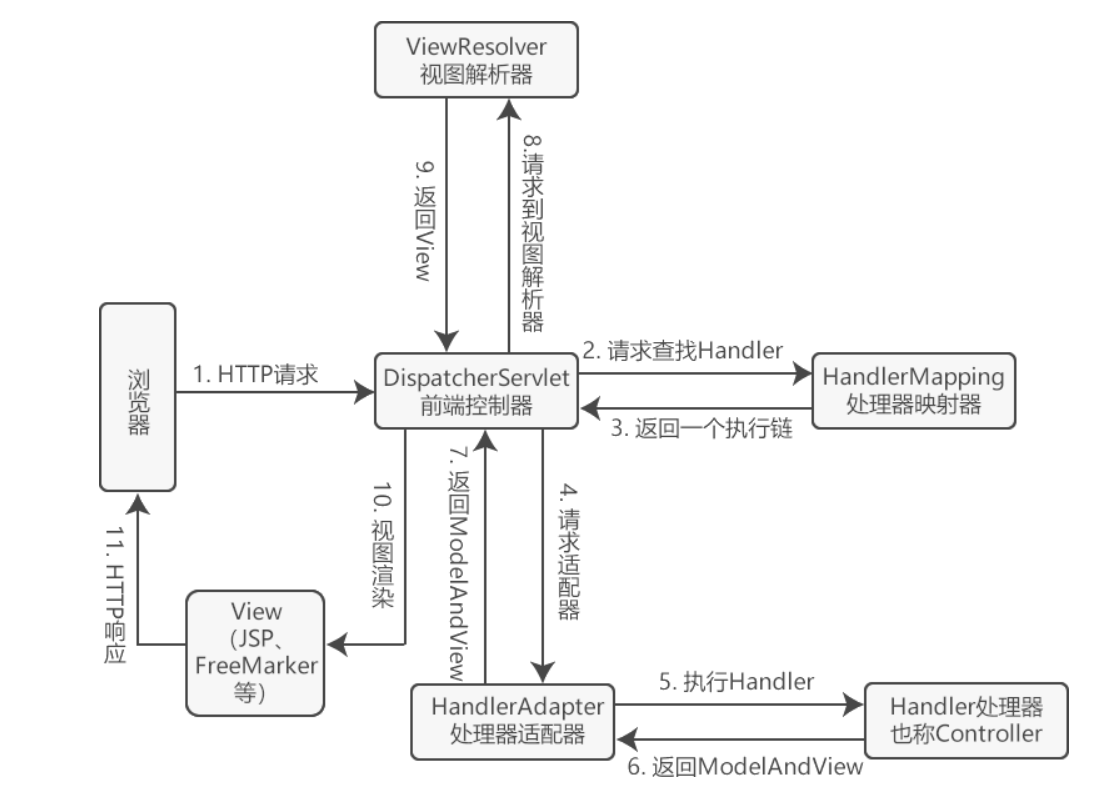 ViewResolver
视图解析器
9. 返回View
8.请求到视图解析器
浏览器
1. HTTP请求
DispatcherServlet
前端控制器
2. 请求查找Handler
HandlerMapping
处理器映射器
3. 返回一个执行链
10. 视图渲染
7. 返回ModelAndView
4. 请求适配器
11. HTTP响应
View
（JSP、
FreeMarker
等）
HandlerAdapter
处理器适配器
5. 执行Handler
Handler处理器
也称Controller
6. 返回ModelAndView